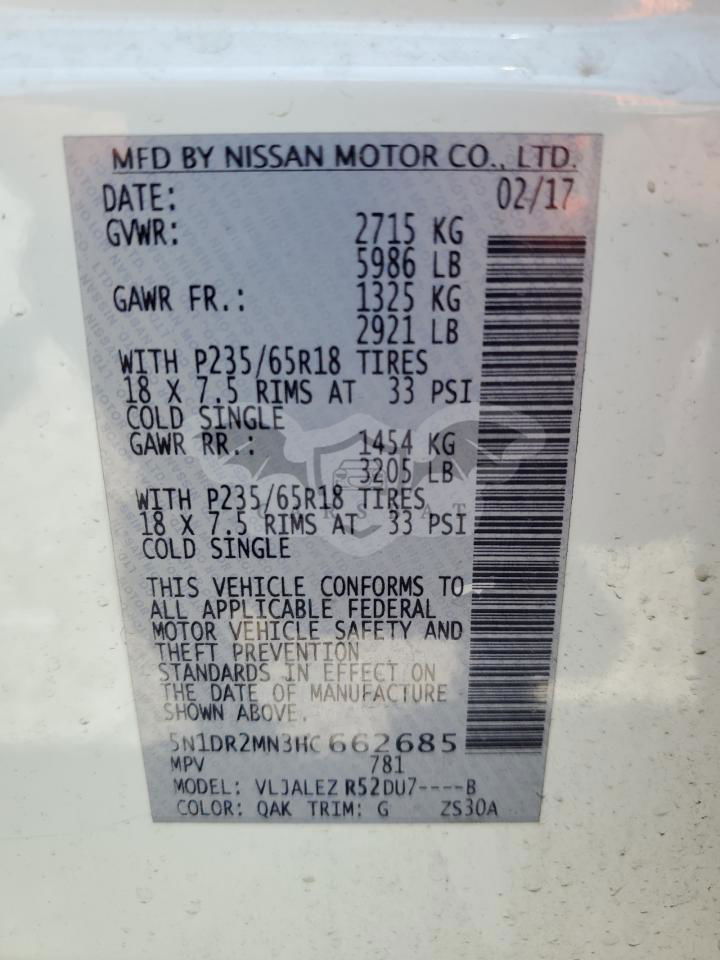 MFD BY NISSAN MOTOR CO., LTD.
DATE: 02/17
GVWR: 2715 KG
5986 LB
GAWR FR.: 1325 KG
2921 LB
WITH P235/65R18 TIRES
18 X 7.5 RIMS AT 33 PSI
COLD SINGLE
GAWR RR.: 1454 KG
3205 LB
WITH P235/65R18 TIRES
18 X 7.5 RIMS AT 33 PSI
COLD SINGLE
THIS VEHICLE CONFORMS TO
ALL APPLICABLE FEDERAL
MOTOR VEHICLE SAFETY AND
THEFT PREVENTION
STANDARDS IN EFFECT ON
THE DATE OF MANUFACTURE
SHOWN ABOVE.
5N1DR2MN3HC662685
MPV 781
MODEL: VLJALEZ R52DU7----B
COLOR: QAK TRIM: G ZS30A